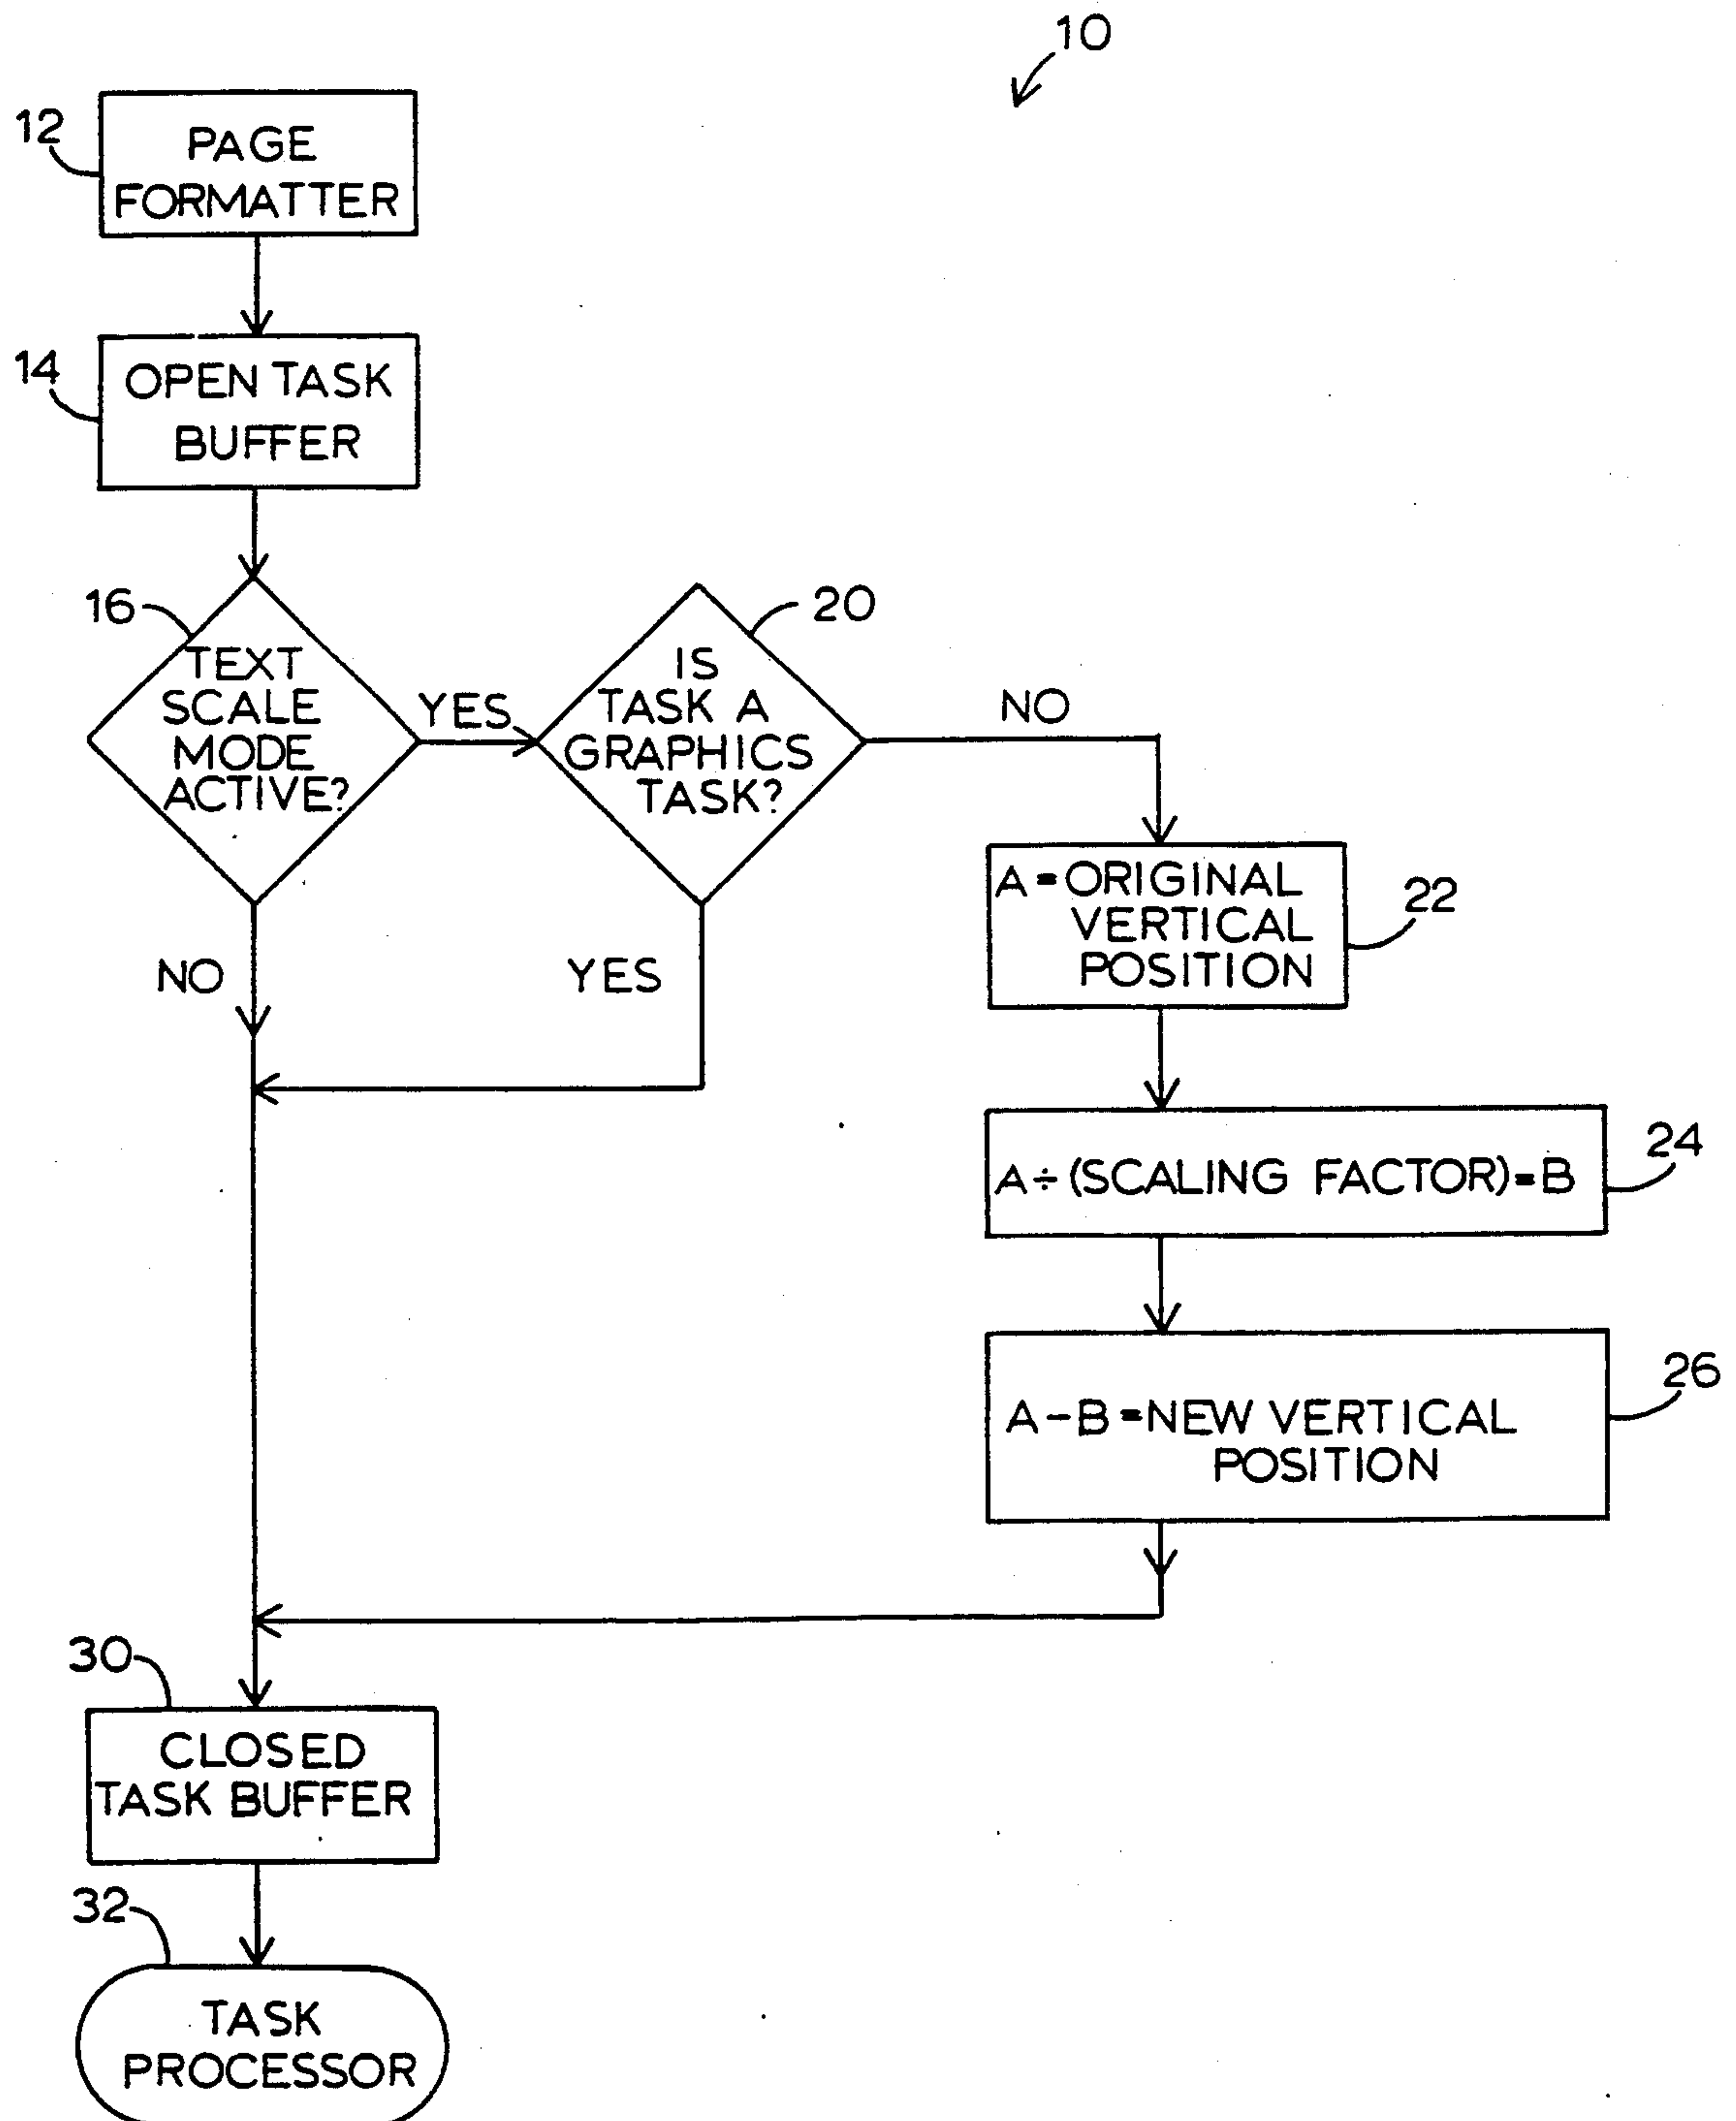 10
12
PAGE
FORMATTER
14
OPEN TASK
BUFFER
16
TEXT
SCALE
MODE
ACTIVE?
YES
20
IS
TASK A
GRAPHICS
TASK?
NO
NO
YES
A=ORIGINAL
VERTICAL
POSITION
22
A÷(SCALING FACTOR)=B
24
A-B=NEW VERTICAL
POSITION
26
30
CLOSED
TASK BUFFER
32
TASK
PROCESSOR